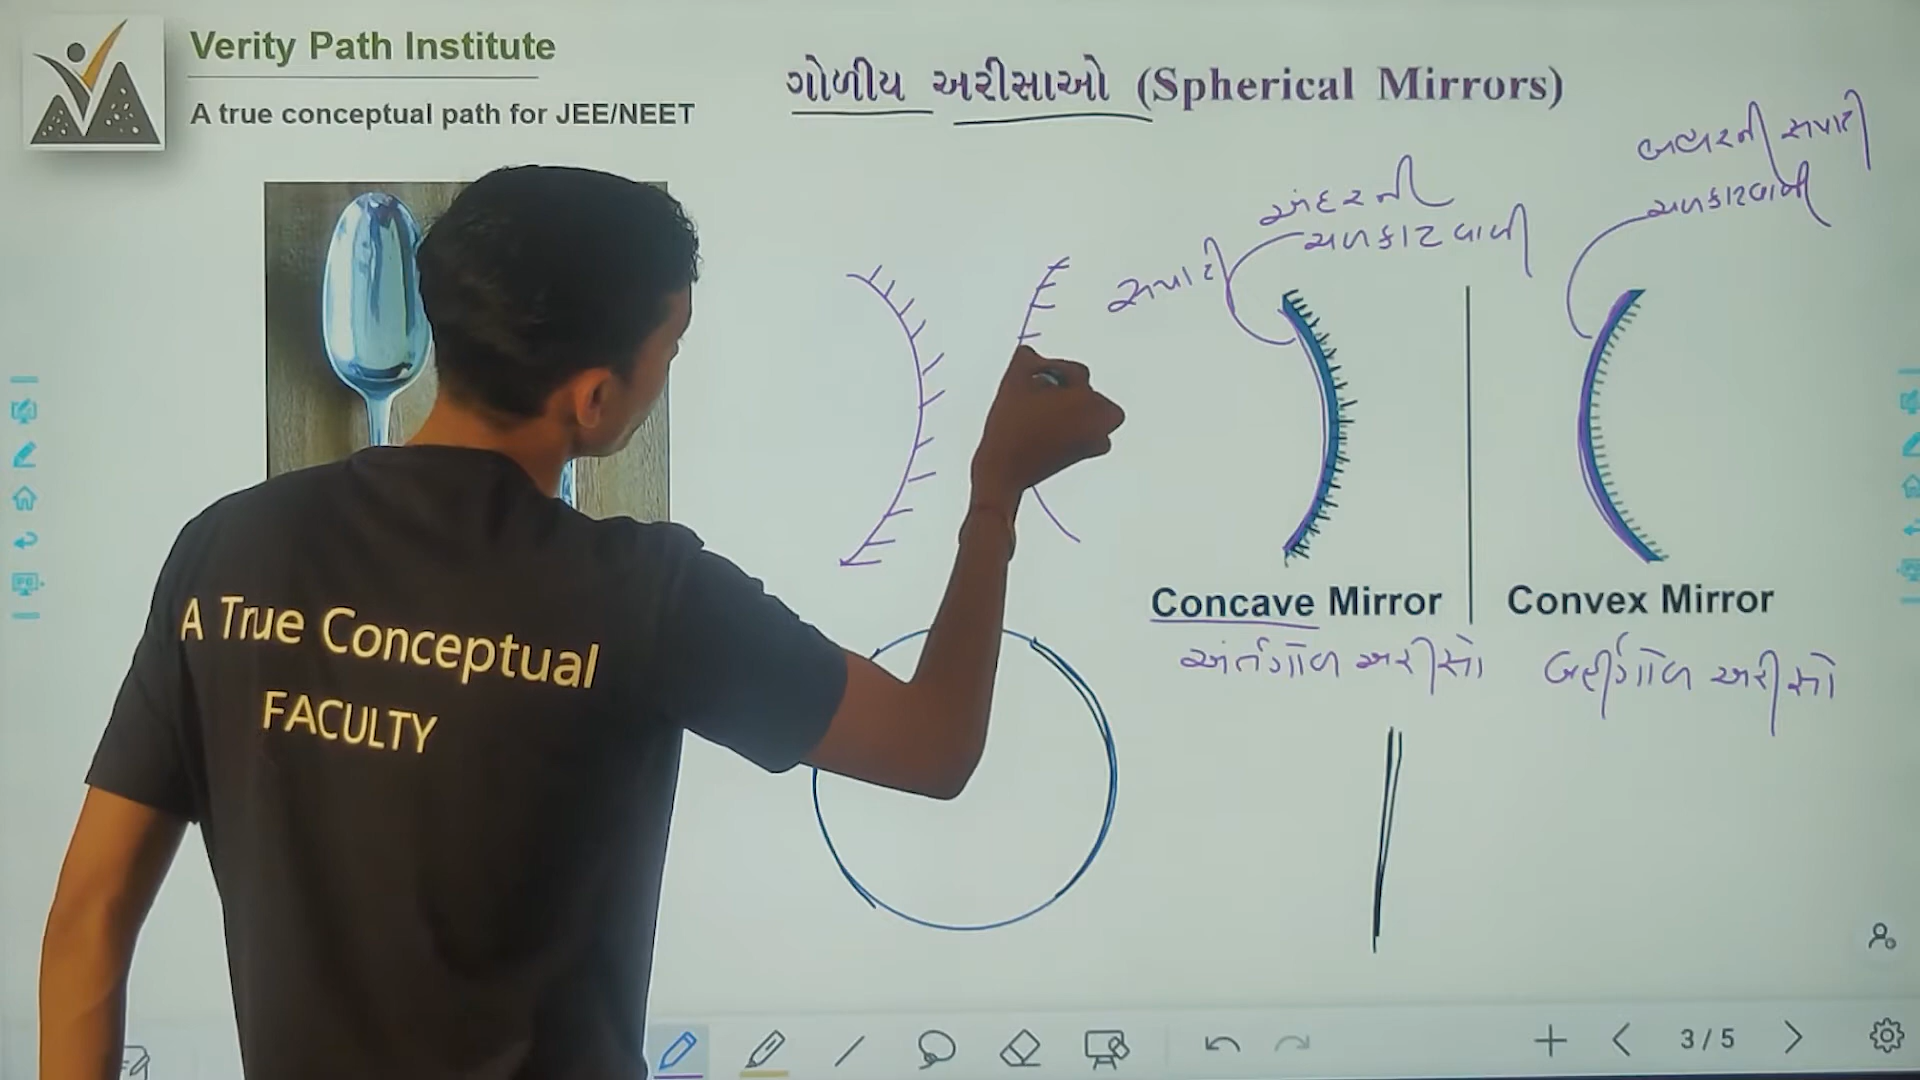 Verity Path Institute
A true conceptual path for JEE/NEET
ગોળીય અરીસાઓ (Spherical Mirrors)
બહારની સપાટી
ચળકાટવાળી
અંદરની
ચળકાટવાળી
સપાટી
Concave Mirror
Convex Mirror
અંર્તગોળ અરીસો
બહીર્ગોળ અરીસો
A True Conceptual
FACULTY
3 / 5